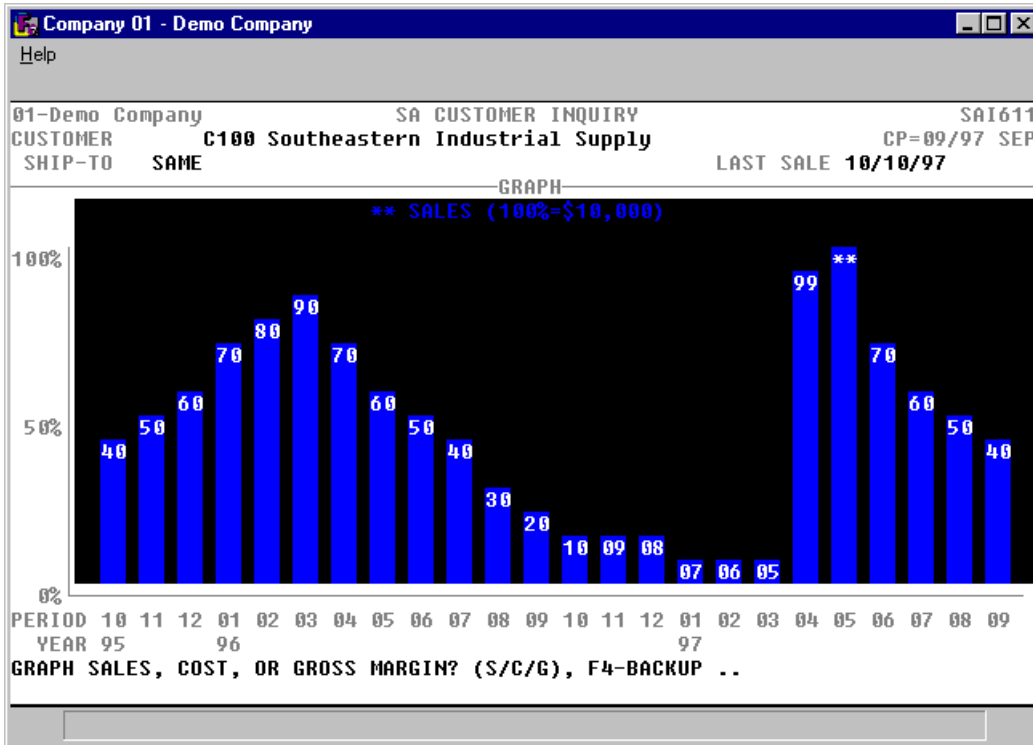 Company 01 - Demo Company
Help
01-Demo Company SA CUSTOMER INQUIRY SAI611
CUSTOMER C100 Southeastern Industrial Supply CP=09/97 SEP
SHIP-TO SAME LAST SALE 10/10/97
GRAPH
** SALES (100%=$10,000)
100% **
99
90
80
70 70 70
60 60 60
50% 50 50 50
40 40 40
30
20
10 09 08
07 06 05
0%
PERIOD 10 11 12 01 02 03 04 05 06 07 08 09 10 11 12 01 02 03 04 05 06 07 08 09
YEAR 95 96 97
GRAPH SALES, COST, OR GROSS MARGIN? (S/C/G), F4-BACKUP ..